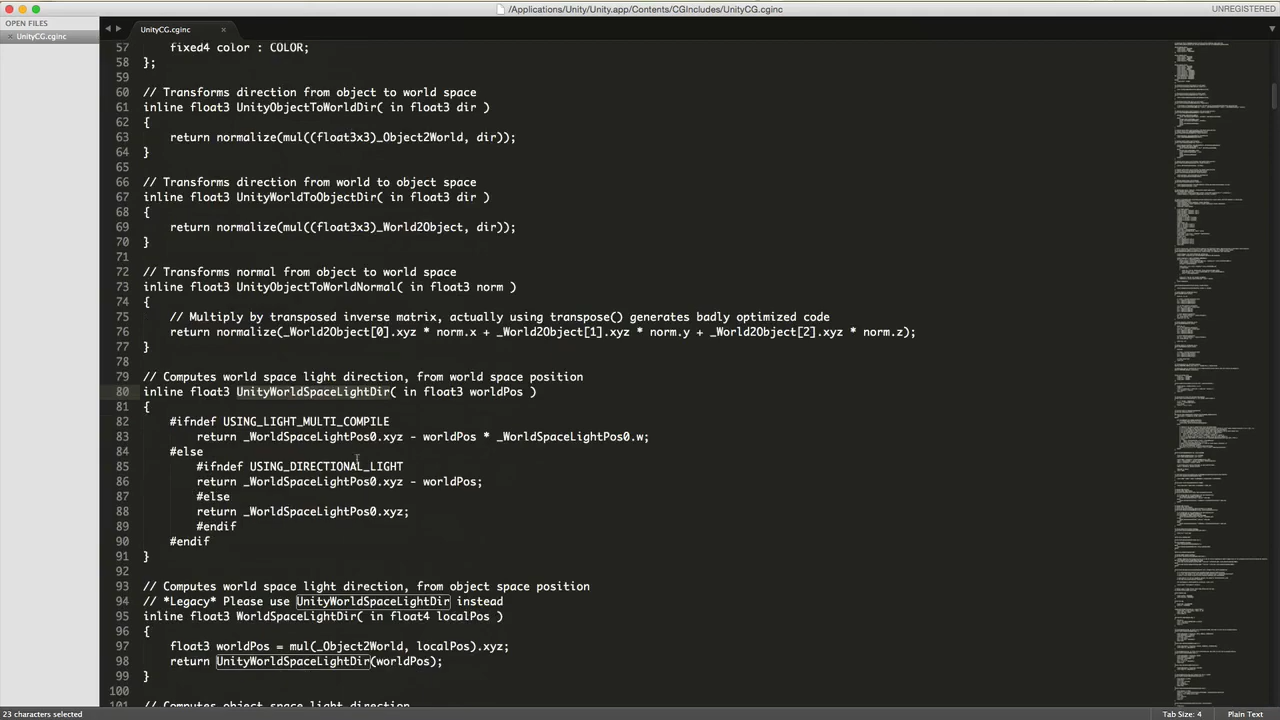 /Applications/Unity/Unity.app/Contents/CGIncludes/UnityCG.cginc
UNREGISTERED
OPEN FILES
× UnityCG.cginc
UnityCG.cginc ×
57 fixed4 color : COLOR;
58 };
59
60 // Transforms direction from object to world space
61 inline float3 UnityObjectToWorldDir( in float3 dir )
62 {
63 return normalize(mul((float3x3)_Object2World, dir));
64 }
65
66 // Transforms direction from world to object space
67 inline float3 UnityWorldToObjectDir( in float3 dir )
68 {
69 return normalize(mul((float3x3)_World2Object, dir));
70 }
71
72 // Transforms normal from object to world space
73 inline float3 UnityObjectToWorldNormal( in float3 norm )
74 {
75 // Multiply by transposed inverse matrix, actually using transpose() generates badly optimized code
76 return normalize(_World2Object[0].xyz * norm.x + _World2Object[1].xyz * norm.y + _World2Object[2].xyz * norm.z);
77 }
78
79 // Computes world space light direction, from world space position
80 inline float3 UnityWorldSpaceLightDir( in float3 worldPos )
81 {
82 #ifndef USING_LIGHT_MULTI_COMPILE
83 return _WorldSpaceLightPos0.xyz - worldPos * _WorldSpaceLightPos0.w;
84 #else
85 #ifndef USING_DIRECTIONAL_LIGHT
86 return _WorldSpaceLightPos0.xyz - worldPos;
87 #else
88 return _WorldSpaceLightPos0.xyz;
89 #endif
90 #endif
91 }
92
93 // Computes world space light direction, from object space position
94 // *Legacy* Please use UnityWorldSpaceLightDir instead
95 inline float3 WorldSpaceLightDir( in float4 localPos )
96 {
97 float3 worldPos = mul(_Object2World, localPos).xyz;
98 return UnityWorldSpaceLightDir(worldPos);
99 }
100
101 // Computes object space light direction
23 characters selected
Tab Size: 4
Plain Text